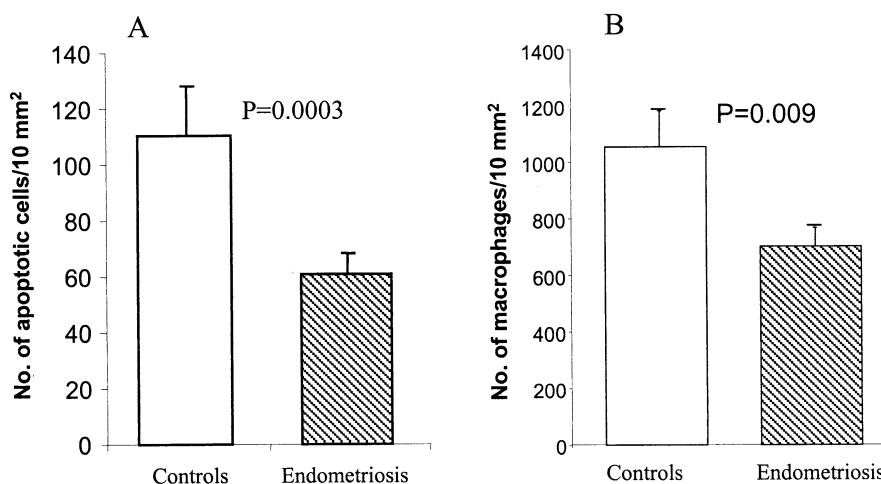 A
No. of apoptotic cells/10 mm²
140
120
100
80
60
40
20
0
P=0.0003
Controls
Endometriosis
B
No. of macrophages/10 mm²
1400
1200
1000
800
600
400
200
0
P=0.009
Controls
Endometriosis